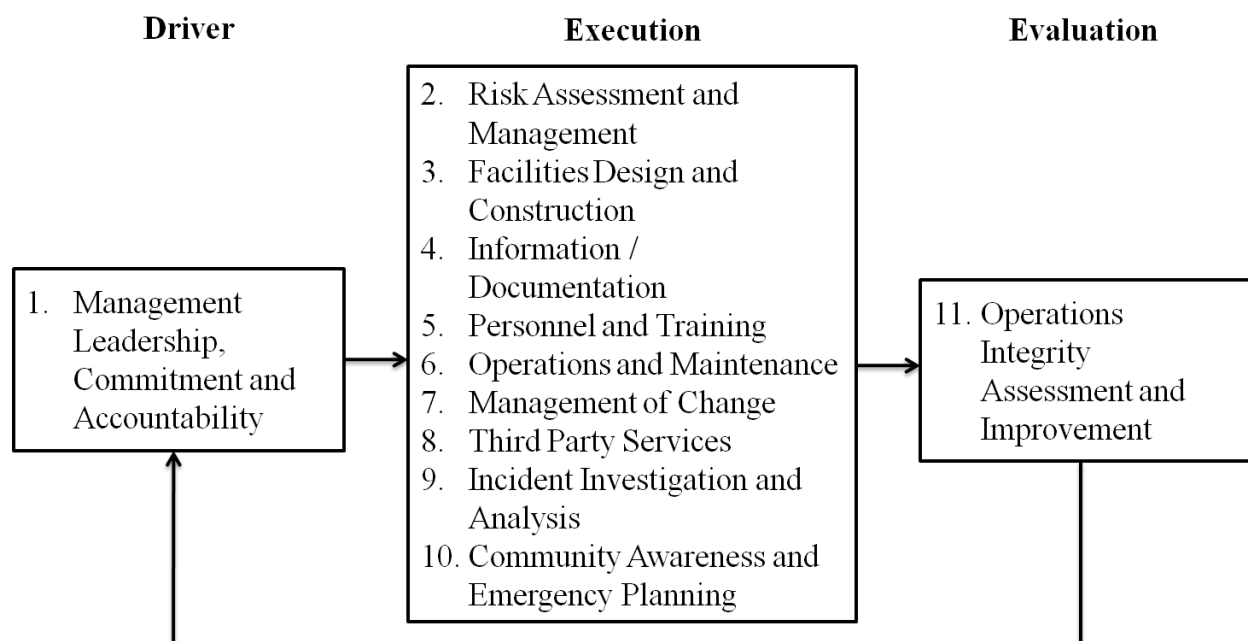 Driver
Execution
Evaluation
1. Management
Leadership,
Commitment and
Accountability
2. Risk Assessment and
Management
3. Facilities Design and
Construction
4. Information /
Documentation
5. Personnel and Training
6. Operations and Maintenance
7. Management of Change
8. Third Party Services
9. Incident Investigation and
Analysis
10. Community Awareness and
Emergency Planning
11. Operations
Integrity
Assessment and
Improvement